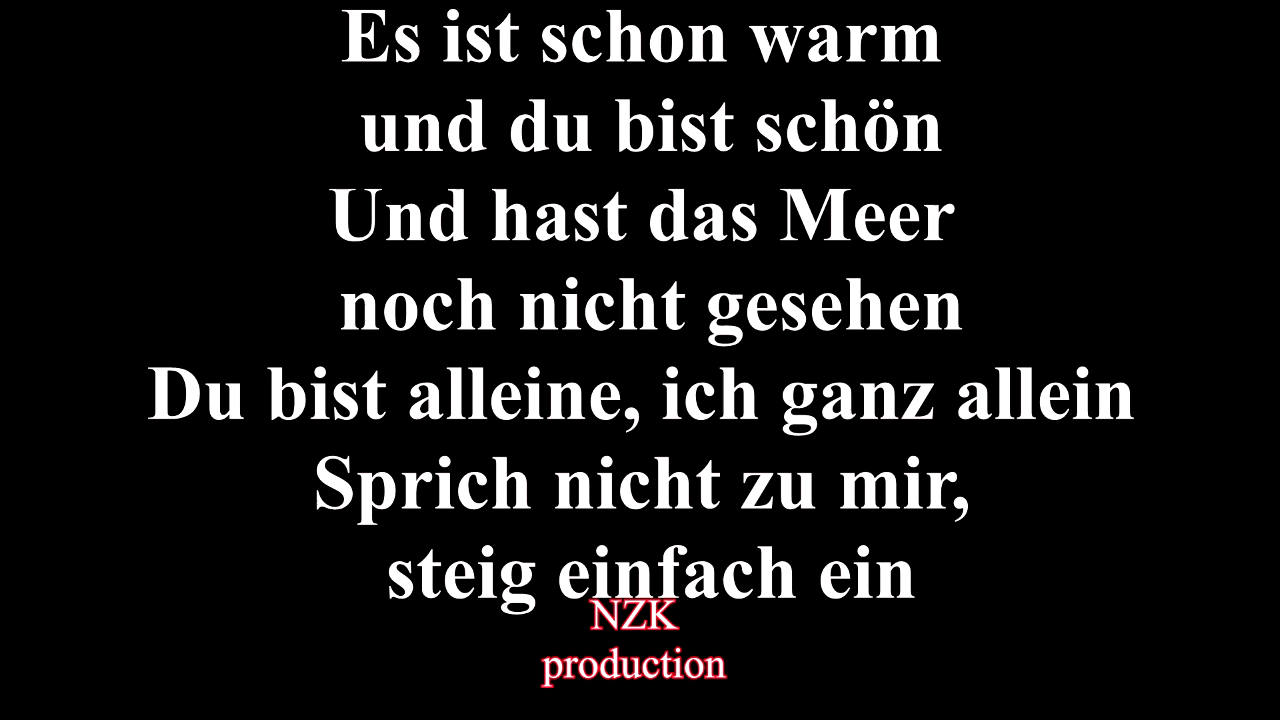 Es ist schon warm
und du bist schön
Und hast das Meer
noch nicht gesehen
Du bist alleine, ich ganz allein
Sprich nicht zu mir,
steig einfach ein
NZK
production